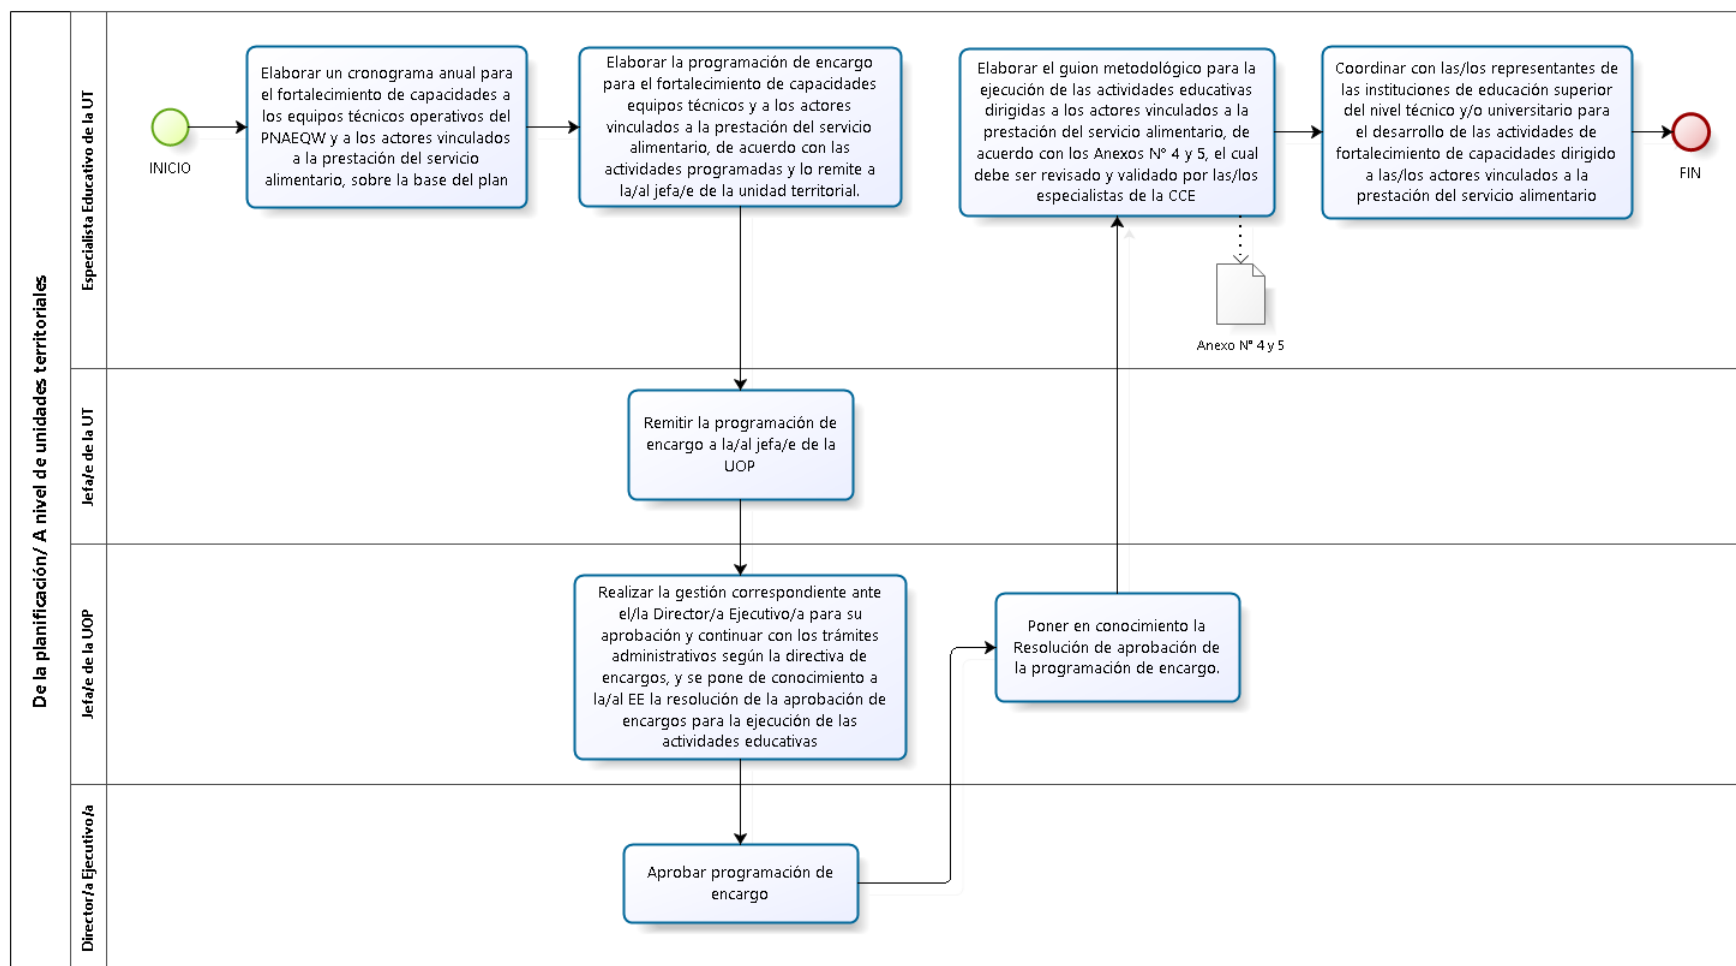 De la planificación/ A nivel de unidades territoriales
Especialista Educativo de la UT
INICIO
Elaborar un cronograma anual para
el fortalecimiento de capacidades a
los equipos técnicos operativos del
PNAEQW y a los actores vinculados
a la prestación del servicio
alimentario, sobre la base del plan
Elaborar la programación de encargo
para el fortalecimiento de capacidades
equipos técnicos y a los actores
vinculados a la prestación del servicio
alimentario, de acuerdo con las
actividades programadas y lo remite a
la/al jefa/e de la unidad territorial.
Elaborar el guion metodológico para la
ejecución de las actividades educativas
dirigidas a los actores vinculados a la
prestación del servicio alimentario, de
acuerdo con los Anexos N° 4 y 5, el cual
debe ser revisado y validado por las/los
especialistas de la CCE
Coordinar con las/los representantes de
las instituciones de educación superior
del nivel técnico y/o universitario para
el desarrollo de las actividades de
fortalecimiento de capacidades dirigido
a las/los actores vinculados a la
prestación del servicio alimentario
FIN
Anexo N° 4 y 5
Jefa/e de la UT
Remitir la programación de
encargo a la/al jefa/e de la
UOP
Jefa/e de la UOP
Realizar la gestión correspondiente ante
el/la Director/a Ejecutivo/a para su
aprobación y continuar con los trámites
administrativos según la directiva de
encargos, y se pone de conocimiento a
la/al EE la resolución de la aprobación de
encargos para la ejecución de las
actividades educativas
Poner en conocimiento la
Resolución de aprobación de
la programación de encargo.
Director/a Ejecutivo/a
Aprobar programación de
encargo